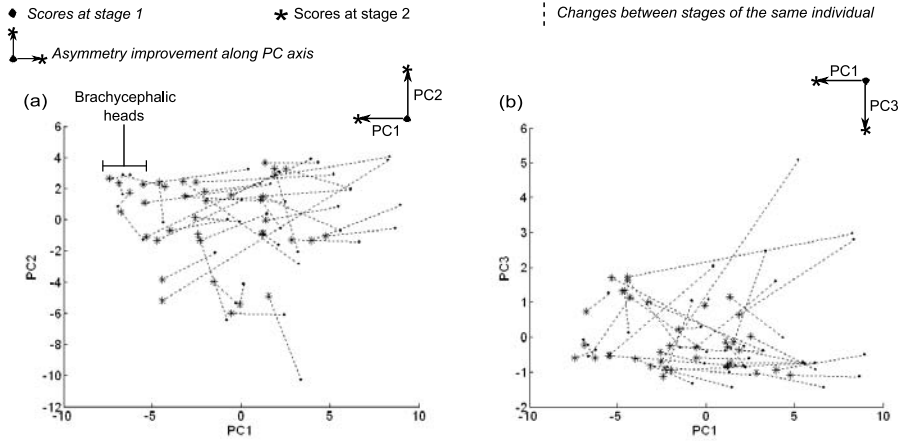 Scores at stage 1
Scores at stage 2
Changes between stages of the same individual
Asymmetry improvement along PC axis
(a)
Brachycephalic
heads
PC2
PC1
6
4
2
0
-2
-4
-6
-8
-10
-12
PC2
-10
-5
0
5
10
PC1
(b)
PC1
PC3
6
5
4
3
2
1
0
-1
-2
PC3
-10
-5
0
5
10
PC1